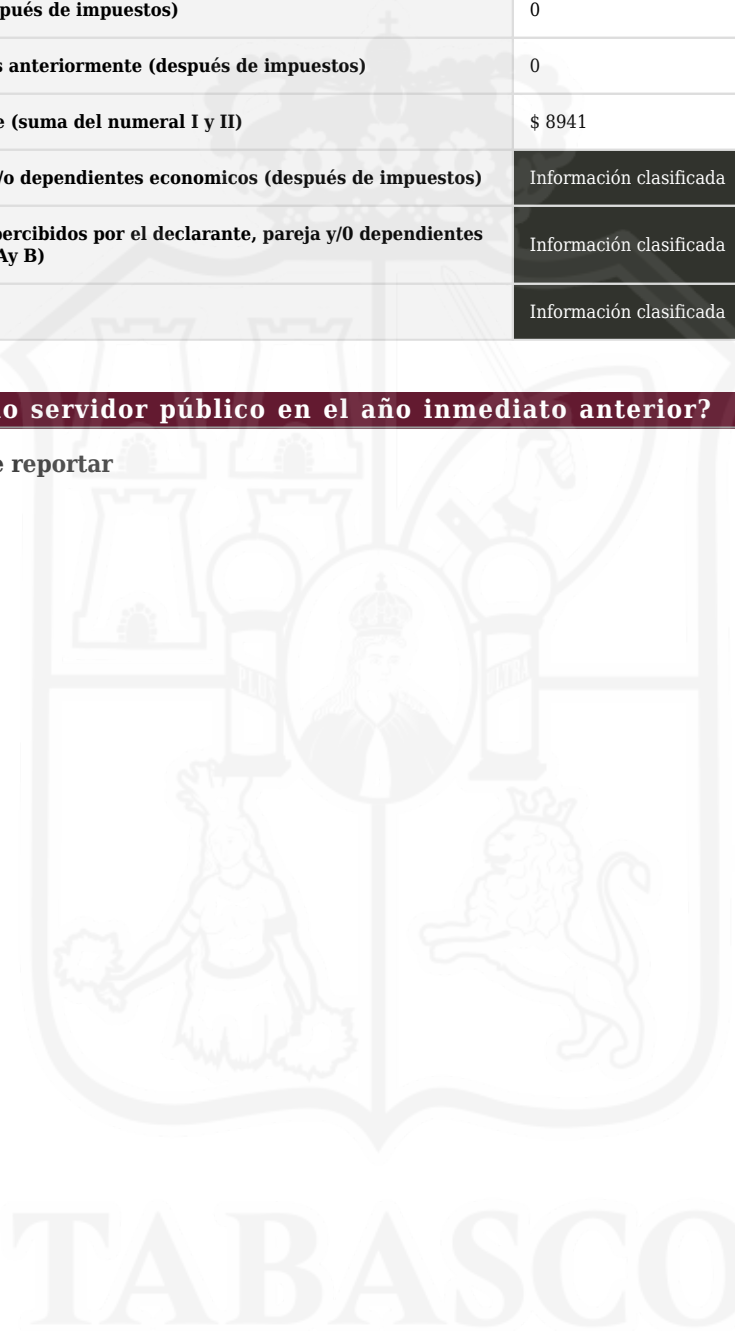 pués de impuestos)
0
s anteriormente (después de impuestos)
0
e (suma del numeral I y II)
$ 8941
/o dependientes economicos (después de impuestos)
Información clasificada
percibidos por el declarante, pareja y/0 dependientes
Ay B)
Información clasificada
Información clasificada
o servidor público en el año inmediato anterior?
e reportar
PLUS
ULTRA
TABASCO